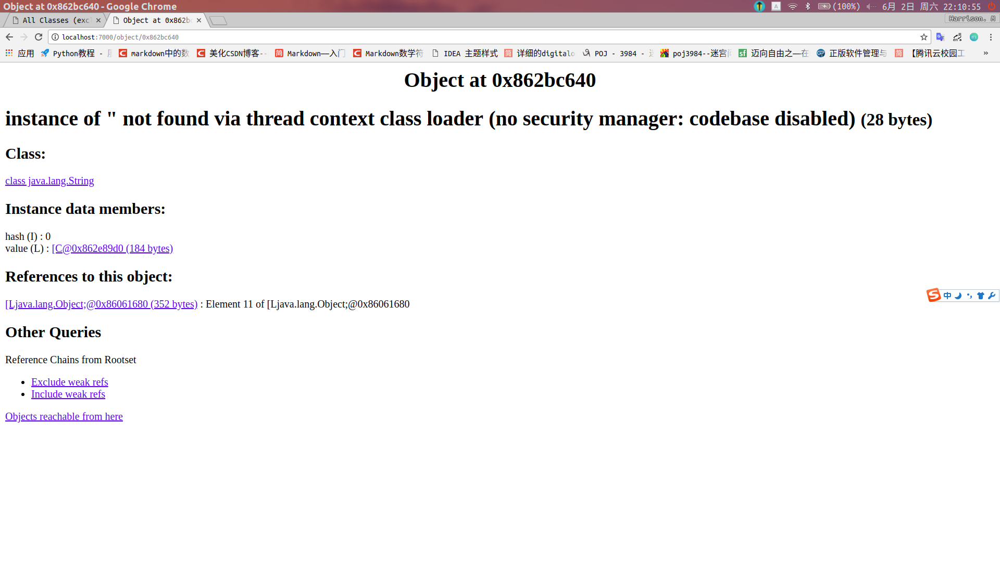 Object at 0x862bc640 - Google Chrome
A (100%) 6月 2日 周六 22:10:55
All Classes (exc
Object at 0x862b
Harrison. M
localhost:7000/object/0x862bc640
应用 Python教程 - markdown中的数 美化CSDN博客-- Markdown——入门 Markdown数学符 IDEA 主题样式 详细的digitalo POJ - 3984 - poj3984--迷宫 迈向自由之——在 正版软件管理与 【腾讯云校园工 »
Object at 0x862bc640
instance of " not found via thread context class loader (no security manager: codebase disabled) (28 bytes)
Class:
class java.lang.String
Instance data members:
hash (I) : 0
value (L) : [C@0x862e89d0 (184 bytes)
References to this object:
[Ljava.lang.Object;@0x86061680 (352 bytes) : Element 11 of [Ljava.lang.Object;@0x86061680
中
Other Queries
Reference Chains from Rootset
Exclude weak refs
Include weak refs
Objects reachable from here